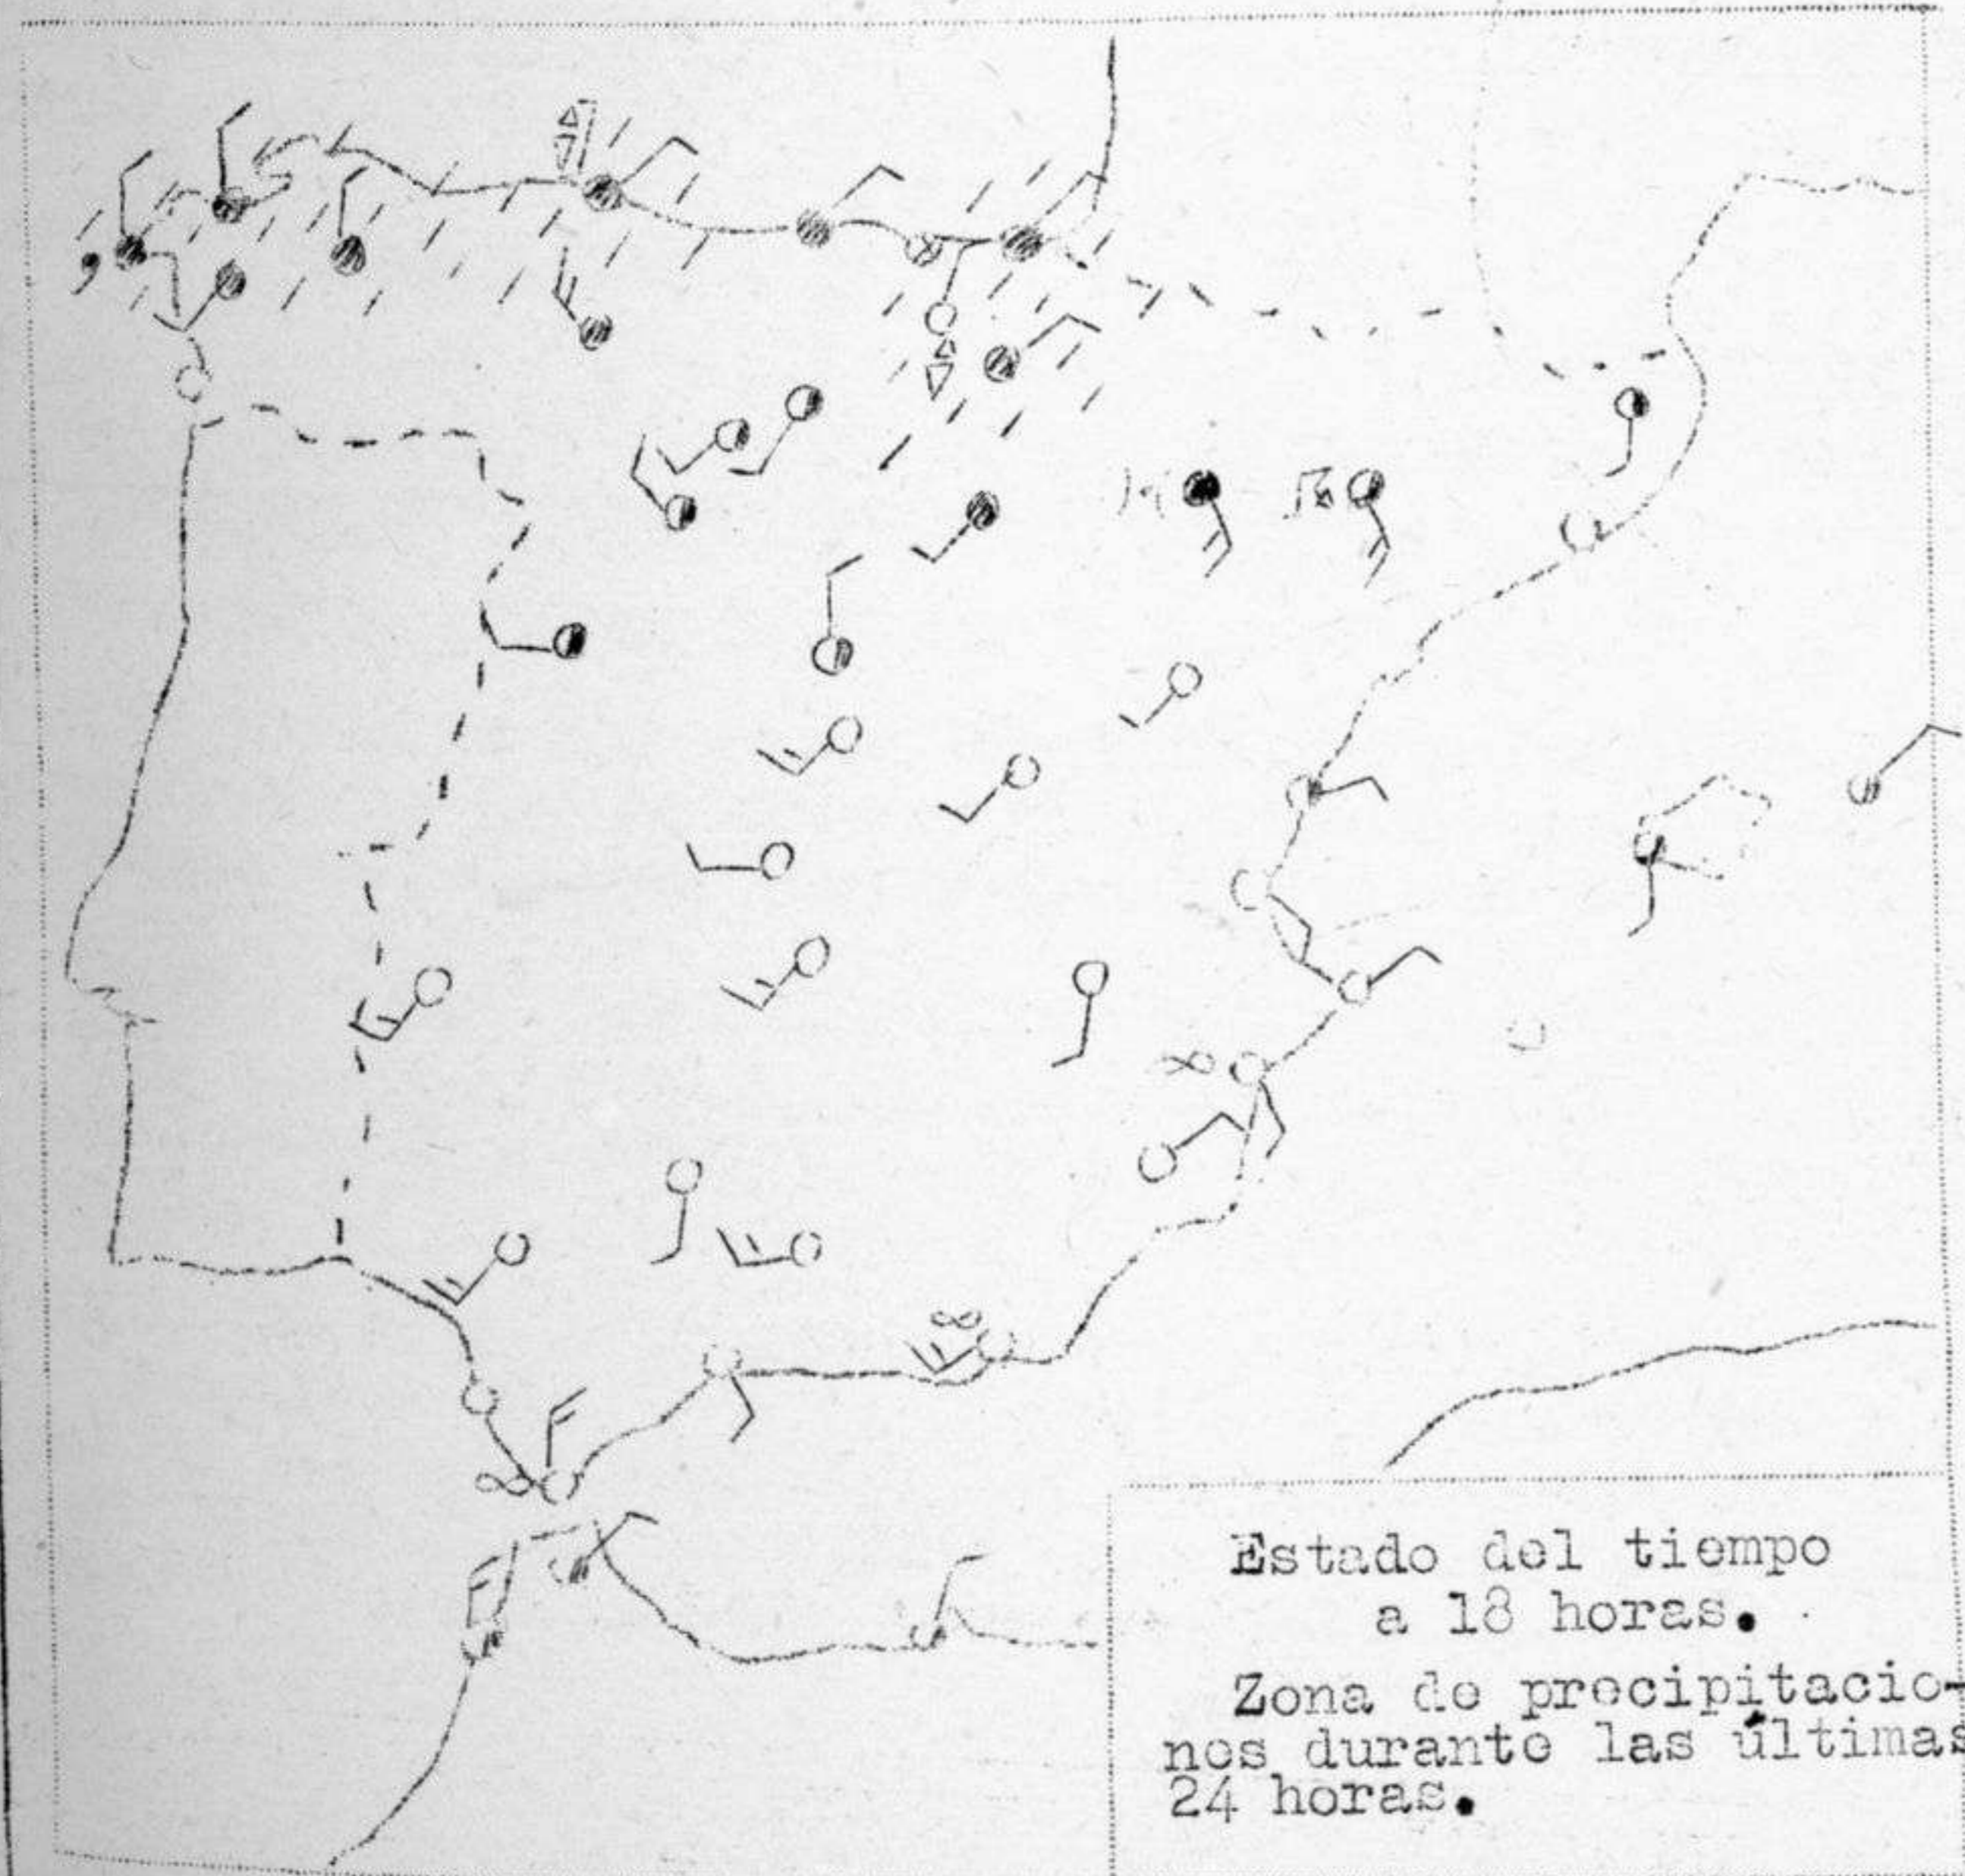 Estado del tiempo
a 18 horas.
Zona de precipitacio-
nes durante las últimas
24 horas.